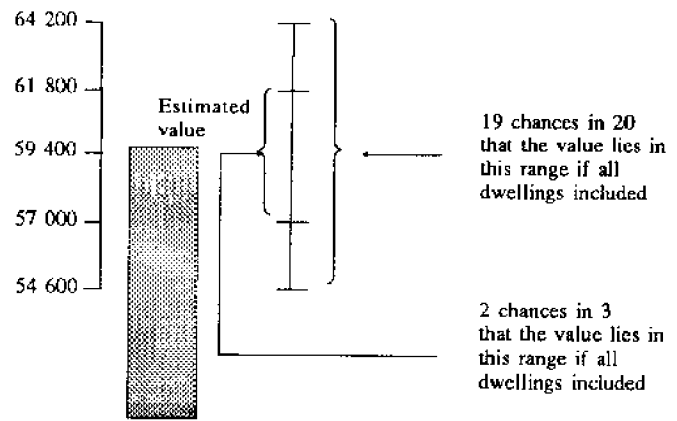 64 200
61 800
59 400
57 000
54 600
Estimated
value
19 chances in 20
that the value lies in
this range if all
dwellings included
2 chances in 3
that the value lies in
this range if all
dwellings included